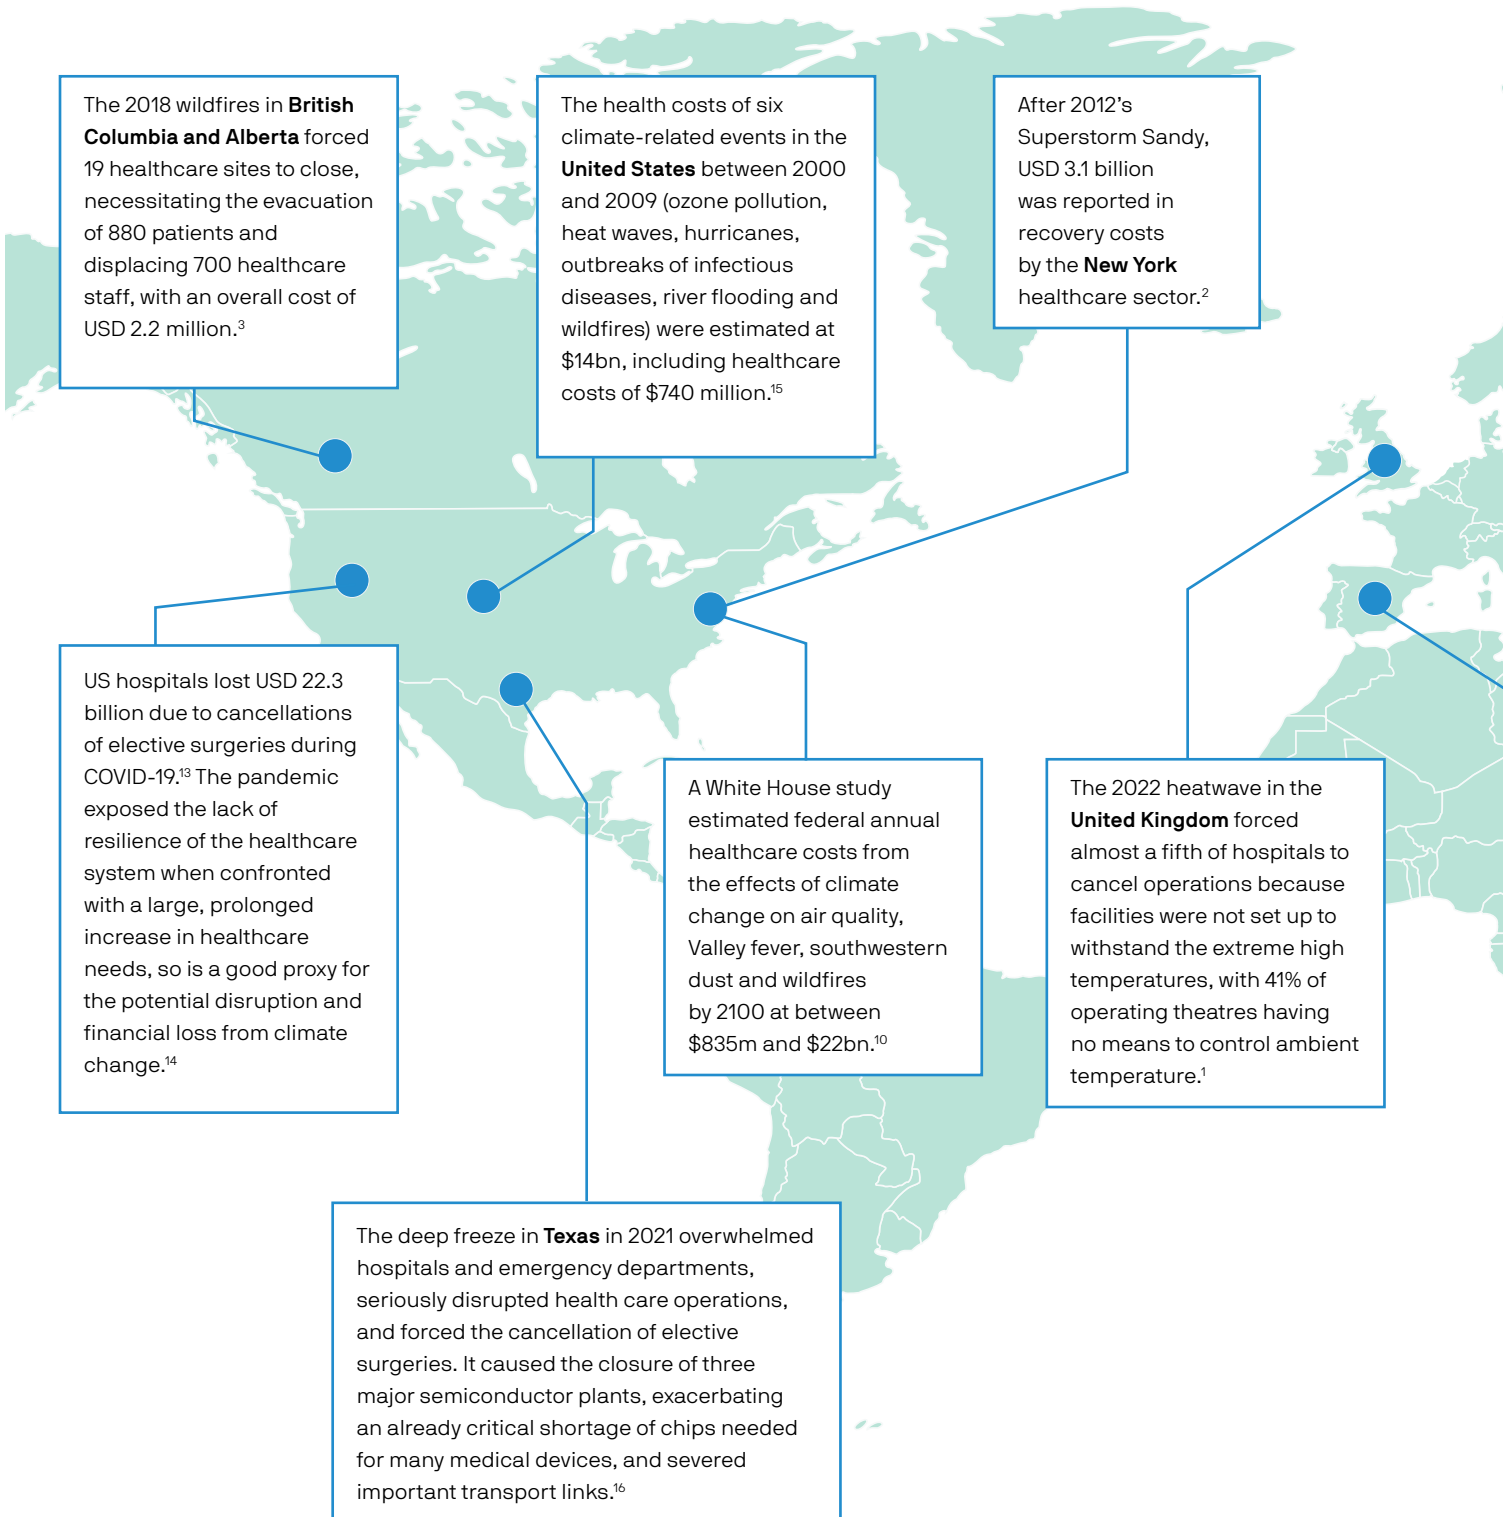 The 2018 wildfires in British
Columbia and Alberta forced
19 healthcare sites to close,
necessitating the evacuation
of 880 patients and
displacing 700 healthcare
staff, with an overall cost of
USD 2.2 million.³
The health costs of six
climate-related events in the
United States between 2000
and 2009 (ozone pollution,
heat waves, hurricanes,
outbreaks of infectious
diseases, river flooding and
wildfires) were estimated at
$14bn, including healthcare
costs of $740 million.¹⁵
After 2012's
Superstorm Sandy,
USD 3.1 billion
was reported in
recovery costs
by the New York
healthcare sector.²
US hospitals lost USD 22.3
billion due to cancellations
of elective surgeries during
COVID-19.¹³ The pandemic
exposed the lack of
resilience of the healthcare
system when confronted
with a large, prolonged
increase in healthcare
needs, so is a good proxy for
the potential disruption and
financial loss from climate
change.¹⁴
A White House study
estimated federal annual
healthcare costs from
the effects of climate
change on air quality,
Valley fever, southwestern
dust and wildfires
by 2100 at between
$835m and $22bn.¹⁰
The 2022 heatwave in the
United Kingdom forced
almost a fifth of hospitals to
cancel operations because
facilities were not set up to
withstand the extreme high
temperatures, with 41% of
operating theatres having
no means to control ambient
temperature.¹
The deep freeze in Texas in 2021 overwhelmed
hospitals and emergency departments,
seriously disrupted health care operations,
and forced the cancellation of elective
surgeries. It caused the closure of three
major semiconductor plants, exacerbating
an already critical shortage of chips needed
for many medical devices, and severed
important transport links.¹⁶